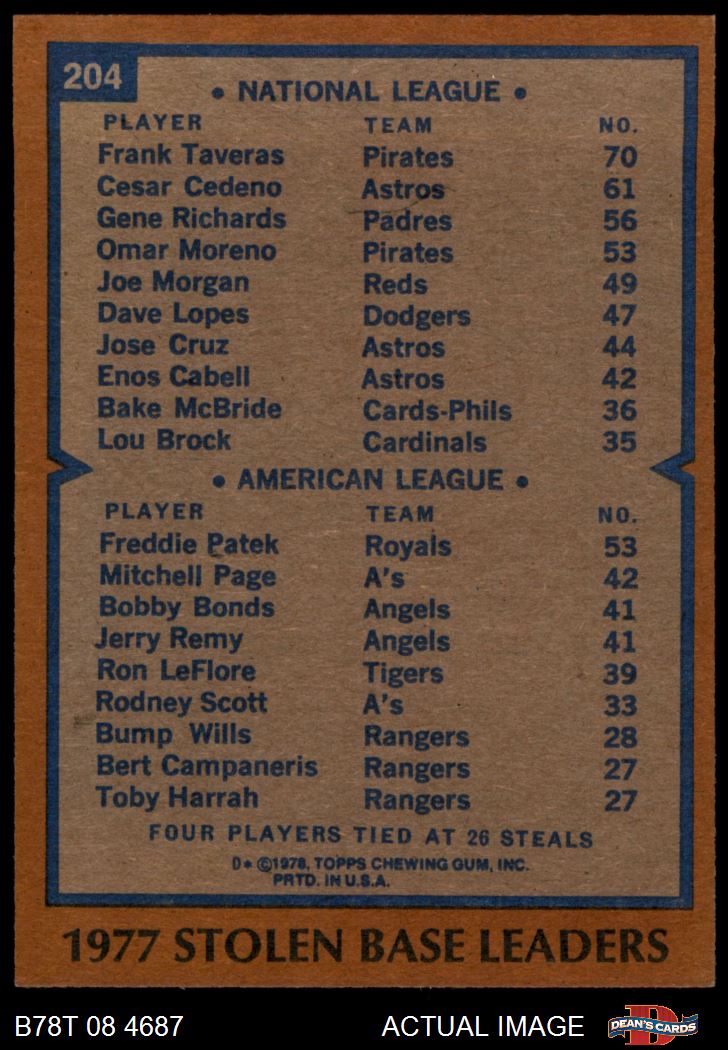 204
• NATIONAL LEAGUE •
PLAYER TEAM NO.
Frank Taveras Pirates 70
Cesar Cedeno Astros 61
Gene Richards Padres 56
Omar Moreno Pirates 53
Joe Morgan Reds 49
Dave Lopes Dodgers 47
Jose Cruz Astros 44
Enos Cabell Astros 42
Bake McBride Cards-Phils 36
Lou Brock Cardinals 35
• AMERICAN LEAGUE •
PLAYER TEAM NO.
Freddie Patek Royals 53
Mitchell Page A's 42
Bobby Bonds Angels 41
Jerry Remy Angels 41
Ron LeFlore Tigers 39
Rodney Scott A's 33
Bump Wills Rangers 28
Bert Campaneris Rangers 27
Toby Harrah Rangers 27
FOUR PLAYERS TIED AT 26 STEALS
D* ©1978, TOPPS CHEWING GUM, INC.
PRTD. IN U.S.A.
1977 STOLEN BASE LEADERS
B78T 08 4687 ACTUAL IMAGE D DEAN'S CARDS